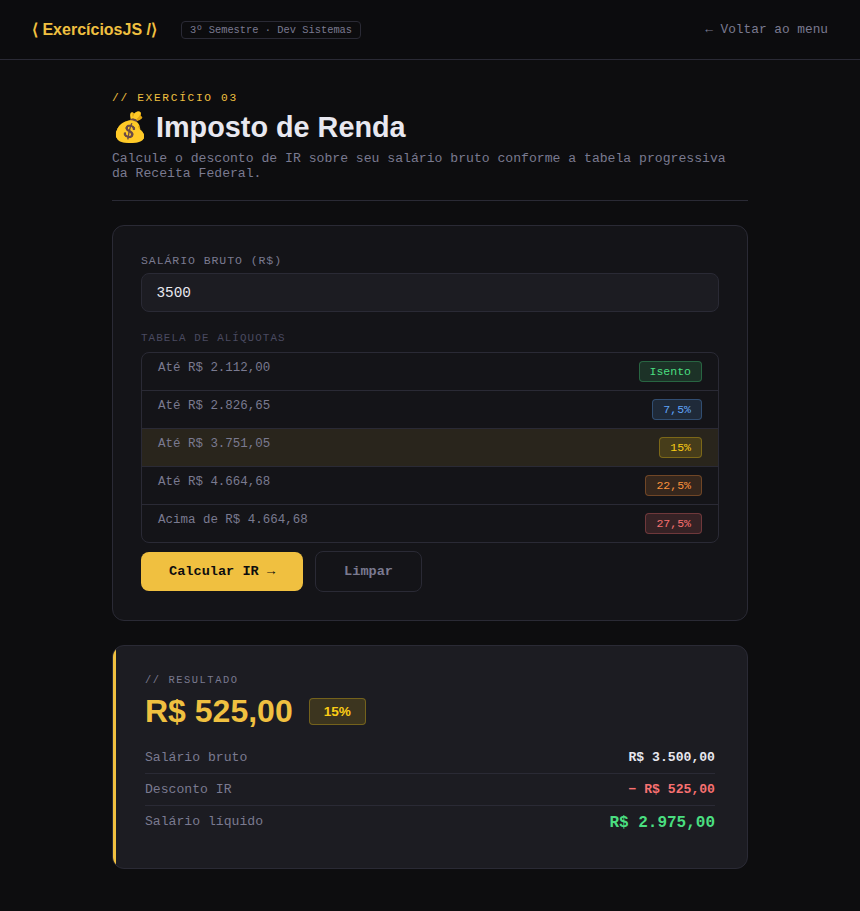 ⟨ ExercíciosJS /⟩
3º Semestre · Dev Sistemas
← Voltar ao menu
// EXERCÍCIO 03
💰 Imposto de Renda
Calcule o desconto de IR sobre seu salário bruto conforme a tabela progressiva
da Receita Federal.
SALÁRIO BRUTO (R$)
3500
TABELA DE ALÍQUOTAS
Até R$ 2.112,00 Isento
Até R$ 2.826,65 7,5%
Até R$ 3.751,05 15%
Até R$ 4.664,68 22,5%
Acima de R$ 4.664,68 27,5%
Calcular IR → Limpar
// RESULTADO
R$ 525,00 15%
Salário bruto R$ 3.500,00
Desconto IR − R$ 525,00
Salário líquido R$ 2.975,00